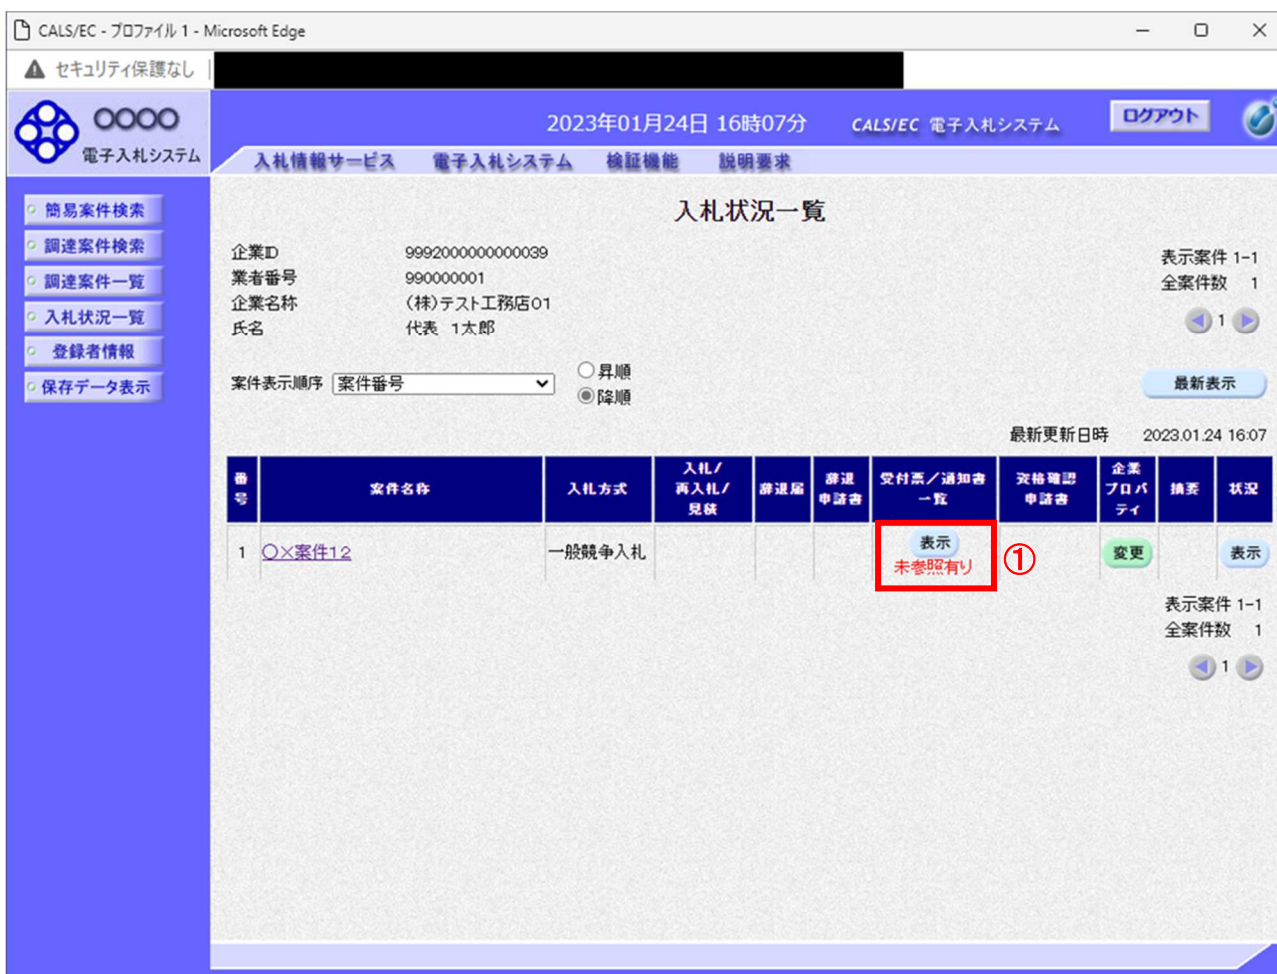 CALS/EC - プロファイル 1 - Microsoft Edge
セキュリティ保護なし
〇〇〇〇
電子入札システム
2023年01月24日 16時07分
CALS/EC 電子入札システム
ログアウト
入札情報サービス 電子入札システム 検証機能 説明要求
簡易案件検索
調達案件検索
調達案件一覧
入札状況一覧
登録者情報
保存データ表示
入札状況一覧
企業ID 9992000000000039
業者番号 990000001
企業名称 (株)テスト工務店01
氏名 代表 1太郎
表示案件 1-1
全案件数 1
1
案件表示順序 案件番号
昇順
降順
最新表示
最新更新日時 2023.01.24 16:07
番号 案件名称 入札方式 入札/再入札/見積 辞退届 辞退申請書 受付票/通知書一覧 資格確認申請書 企業プロパティ 摘要 状況
1 〇×案件12 一般競争入札 表示 変更 表示
未参照有り
①
表示案件 1-1
全案件数 1
1